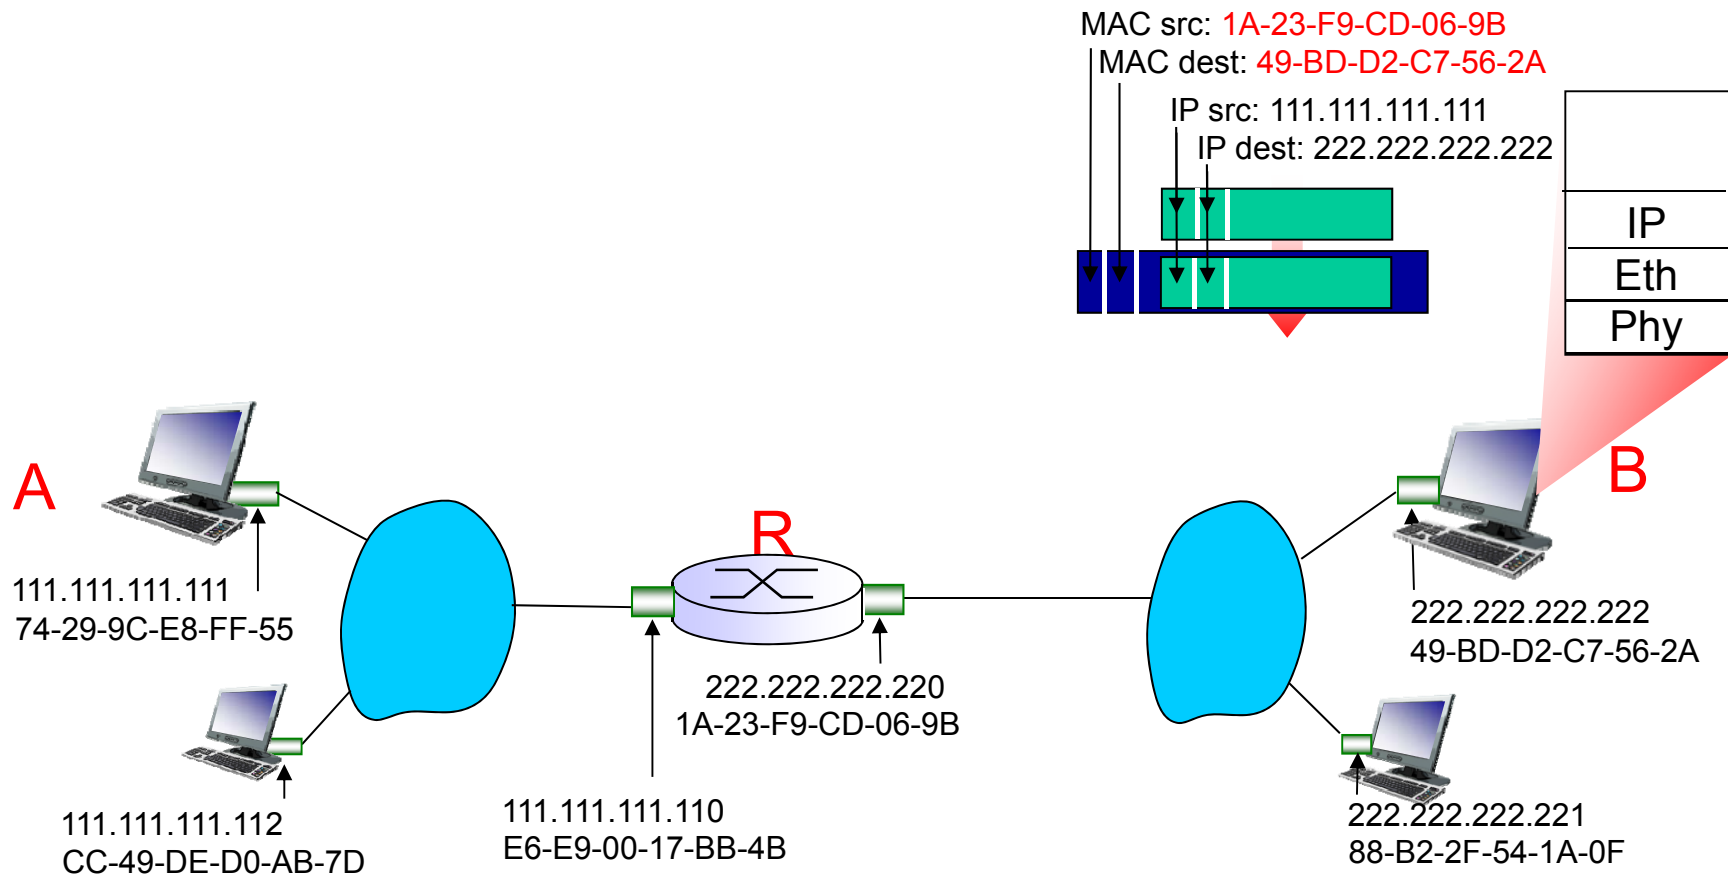 MAC src: 1A-23-F9-CD-06-9B
MAC dest: 49-BD-D2-C7-56-2A
IP src: 111.111.111.111
IP dest: 222.222.222.222
IP
Eth
Phy
A
R
B
111.111.111.111
74-29-9C-E8-FF-55
222.222.222.222
49-BD-D2-C7-56-2A
222.222.222.220
1A-23-F9-CD-06-9B
111.111.111.112
CC-49-DE-D0-AB-7D
111.111.111.110
E6-E9-00-17-BB-4B
222.222.222.221
88-B2-2F-54-1A-0F